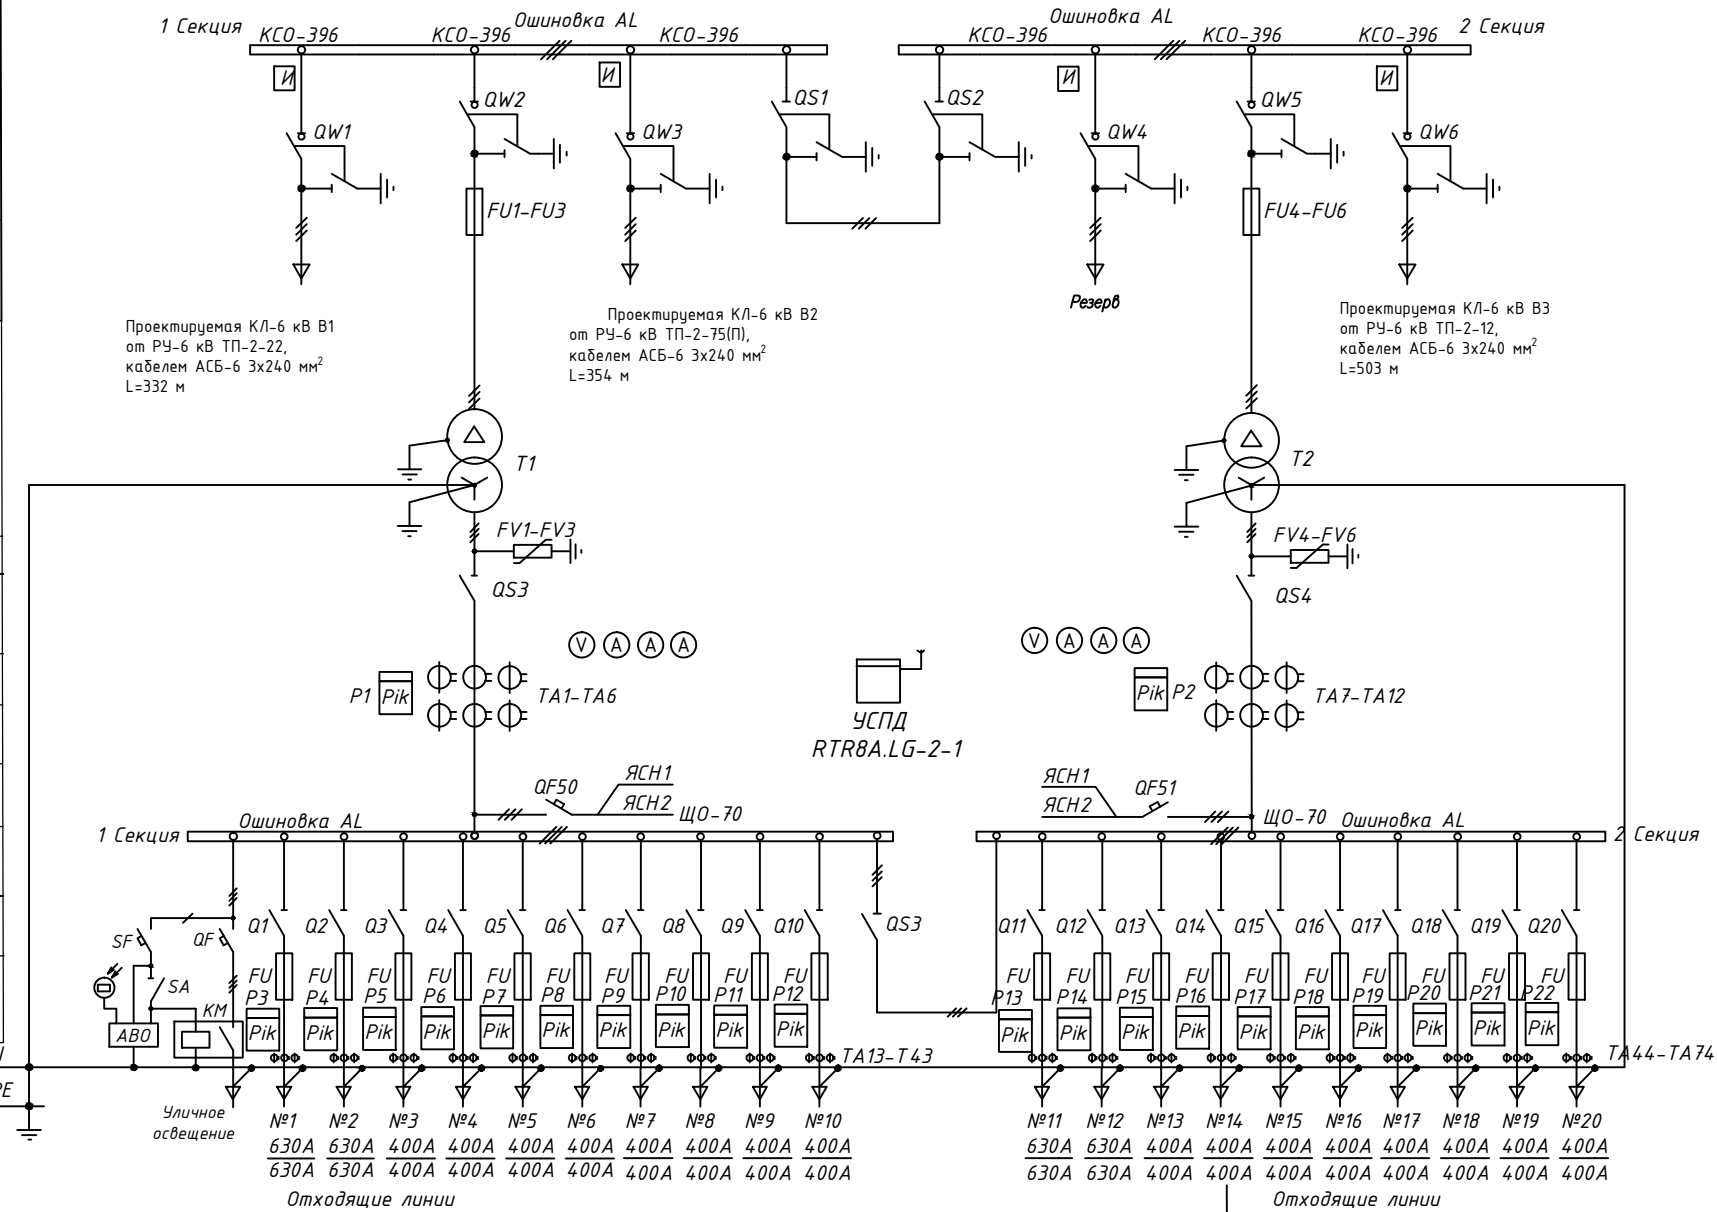 1 Секция
КСО-396
КСО-396
Ошиновка AL
КСО-396
Ошиновка AL
КСО-396
КСО-396
КСО-396
2 Секция
И
И
И
И
QW1
QW2
QW3
QS1
QS2
QW4
QW5
QW6
FU1-FU3
FU4-FU6
Резерв
Проектируемая КЛ-6 кВ В1
от РУ-6 кВ ТП-2-22,
кабелем АСБ-6 3х240 мм²
L=332 м
Проектируемая КЛ-6 кВ В2
от РУ-6 кВ ТП-2-75(П),
кабелем АСБ-6 3х240 мм²
L=354 м
Проектируемая КЛ-6 кВ В3
от РУ-6 кВ ТП-2-12,
кабелем АСБ-6 3х240 мм²
L=503 м
Т1
Т2
FV1-FV3
FV4-FV6
QS3
QS4
V A A A
V A A A
P1 Pik
TA1-TA6
УСПД
RTR8A.LG-2-1
Pik P2
TA7-TA12
QF50
ЯСН1
ЯСН2
ЩО-70
ЯСН1
ЯСН2
QF51
ЩО-70
1 Секция
Ошиновка AL
Ошиновка AL
2 Секция
SF
QF
Q1 Q2 Q3 Q4 Q5 Q6 Q7 Q8 Q9 Q10
QS3
Q11 Q12 Q13 Q14 Q15 Q16 Q17 Q18 Q19 Q20
SA
FU FU FU FU FU FU FU FU FU FU
FU FU FU FU FU FU FU FU FU FU
KM
P3 P4 P5 P6 P7 P8 P9 P10 P11 P12
P13 P14 P15 P16 P17 P18 P19 P20 P21 P22
АВО
Pik Pik Pik Pik Pik Pik Pik Pik Pik Pik
Pik Pik Pik Pik Pik Pik Pik Pik Pik Pik
TA13-T43
TA44-TA74
PE
Уличное
освещение
№1 №2 №3 №4 №5 №6 №7 №8 №9 №10
630А 630А 400А 400А 400А 400А 400А 400А 400А 400А
630А 630А 400А 400А 400А 400А 400А 400А 400А 400А
Отходящие линии
№11 №12 №13 №14 №15 №16 №17 №18 №19 №20
630А 630А 400А 400А 400А 400А 400А 400А 400А 400А
630А 630А 400А 400А 400А 400А 400А 400А 400А 400А
Отходящие линии